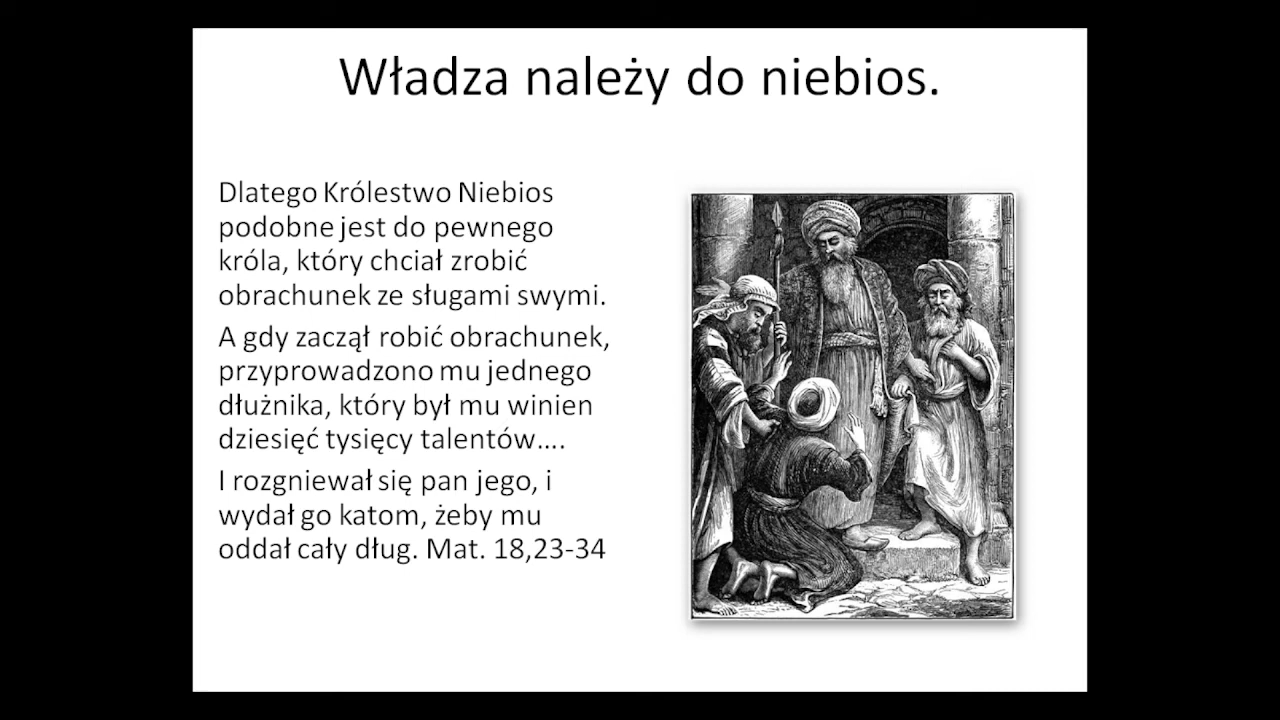 Władza należy do niebios.
Dlatego Królestwo Niebios
podobne jest do pewnego
króla, który chciał zrobić
obrachunek ze sługami swymi.
A gdy zaczął robić obrachunek,
przyprowadzono mu jednego
dłużnika, który był mu winien
dziesięć tysięcy talentów....
I rozgniewał się pan jego, i
wydał go katom, żeby mu
oddał cały dług. Mat. 18,23-34